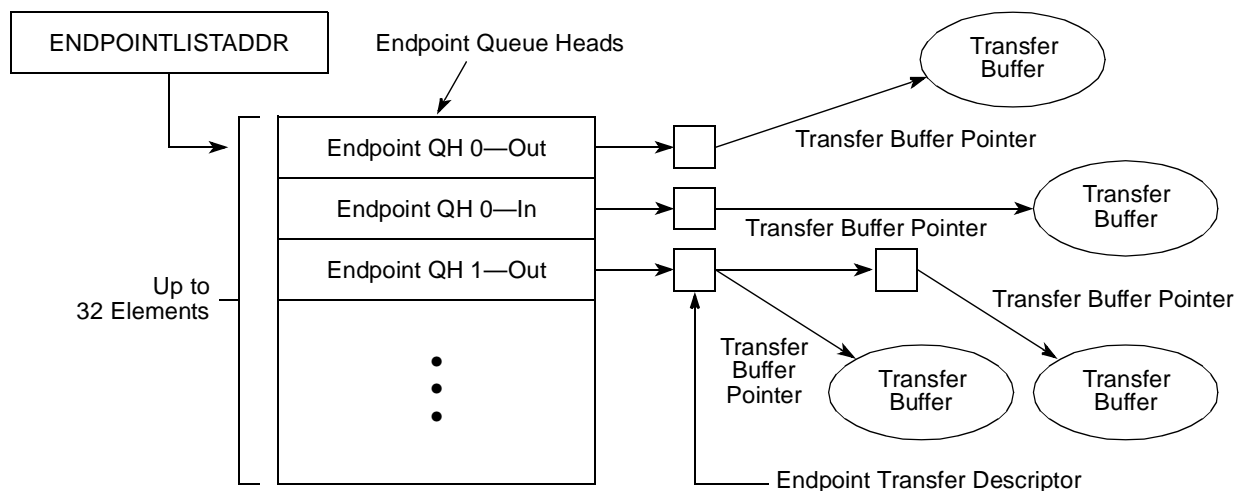 ENDPOINTLISTADDR
Endpoint Queue Heads
Transfer
Buffer
Endpoint QH 0—Out
Transfer Buffer Pointer
Endpoint QH 0—In
Transfer
Buffer
Transfer Buffer Pointer
Endpoint QH 1—Out
Up to
32 Elements
Transfer Buffer Pointer
Transfer
Buffer
Pointer
Transfer
Buffer
Transfer
Buffer
Endpoint Transfer Descriptor